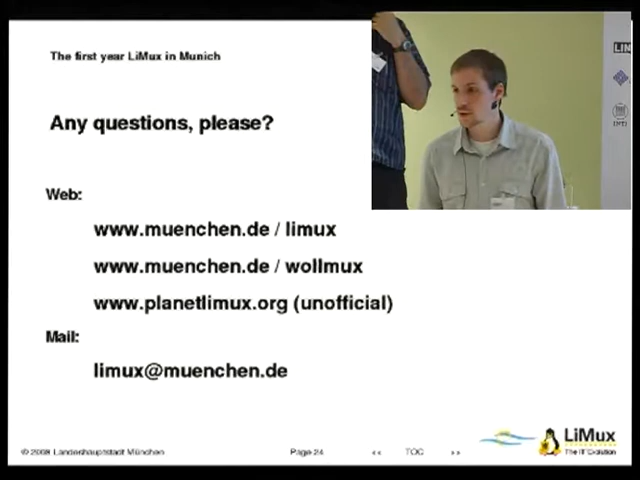 The first year LiMux in Munich
Any questions, please?
Web:
www.muenchen.de / limux
www.muenchen.de / wollmux
www.planetlimux.org (unofficial)
Mail:
limux@muenchen.de
© 2008 Landeshauptstadt München
Page 24
<<
TOC
>>
LiMux
The IT Evolution
LIN